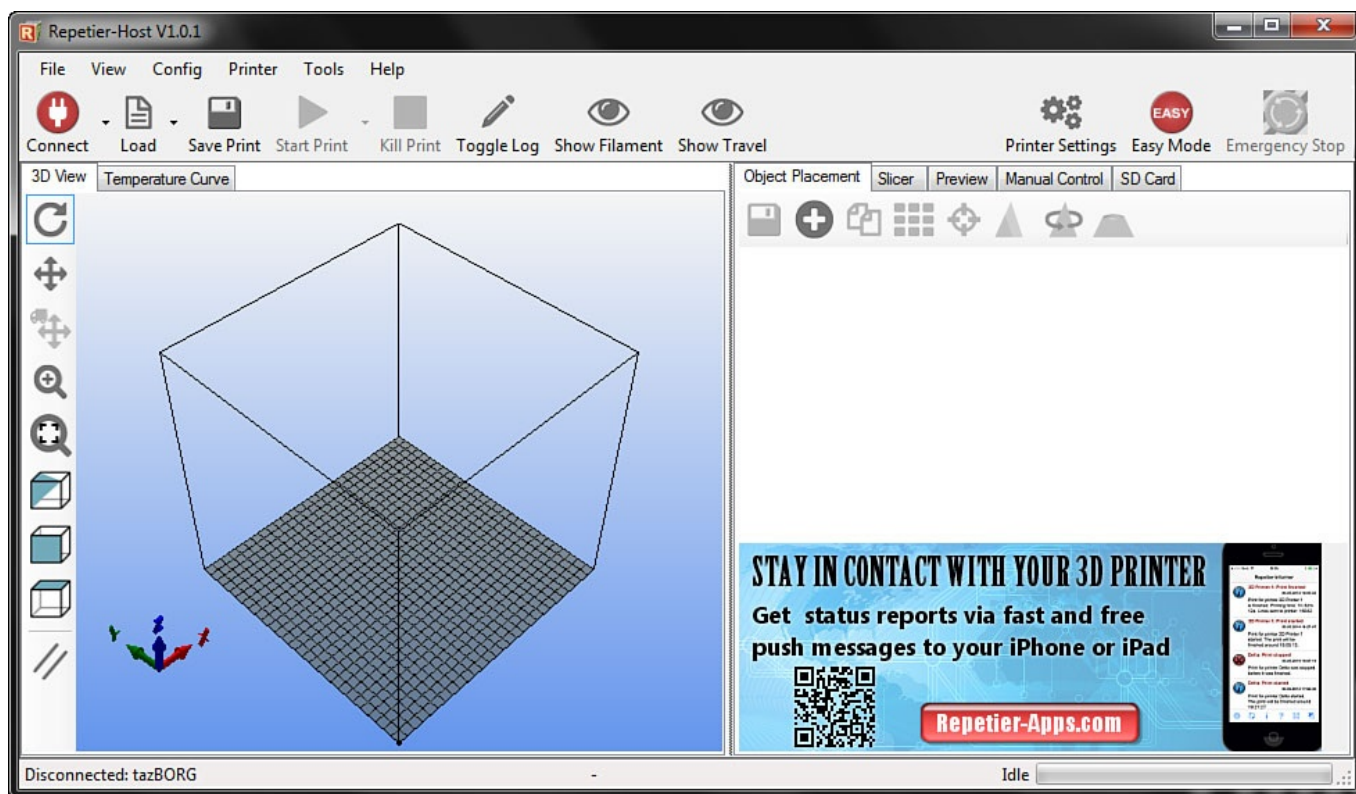 Repetier-Host V1.0.1
File View Config Printer Tools Help
Connect Load Save Print Start Print Kill Print Toggle Log Show Filament Show Travel Printer Settings Easy Mode Emergency Stop
EASY
3D View Temperature Curve
Object Placement Slicer Preview Manual Control SD Card
STAY IN CONTACT WITH YOUR 3D PRINTER
Get status reports via fast and free
push messages to your iPhone or iPad
Repetier-Apps.com
Disconnected: tazBORG - Idle